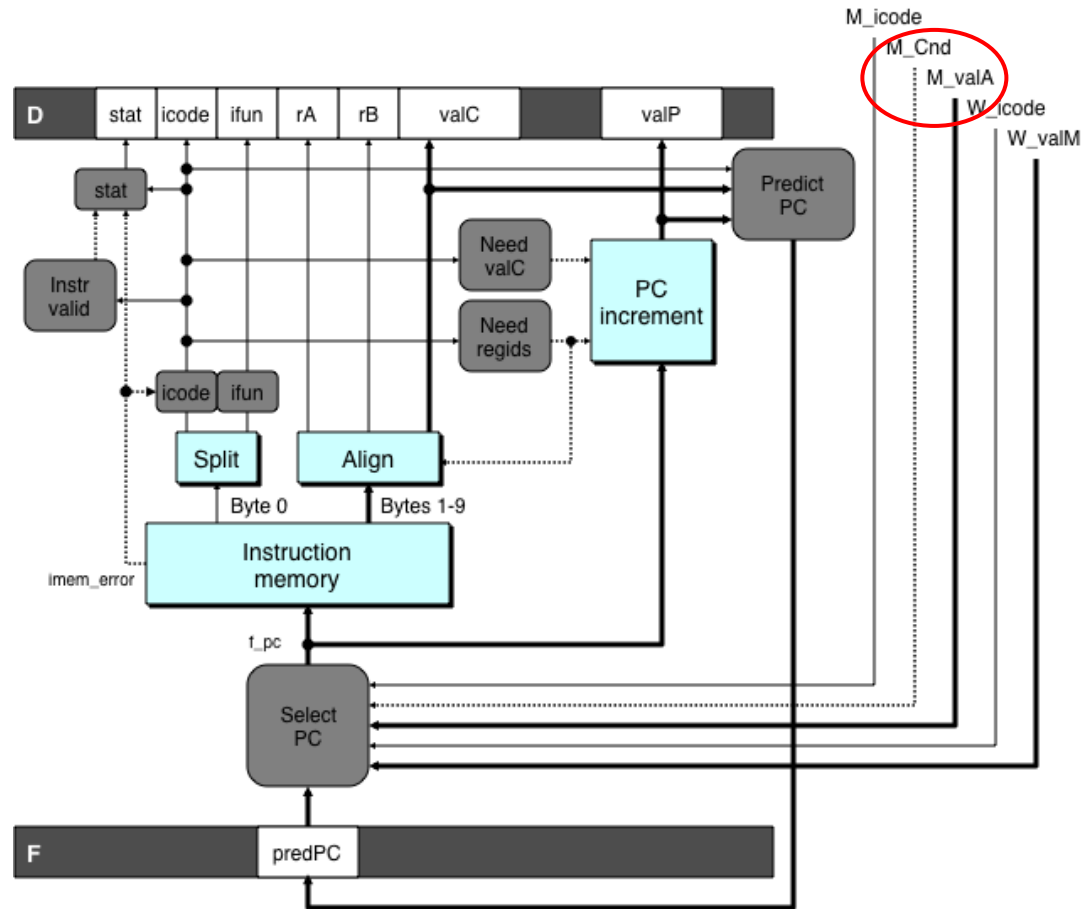 M_icode
M_Cnd
M_valA
W_icode
W_valM
D
stat
icode
ifun
rA
rB
valC
valP
stat
Predict
PC
Need
valC
Instr
valid
PC
increment
Need
regids
icode
ifun
Split
Align
Byte 0
Bytes 1-9
Instruction
memory
imem_error
f_pc
Select
PC
F
predPC